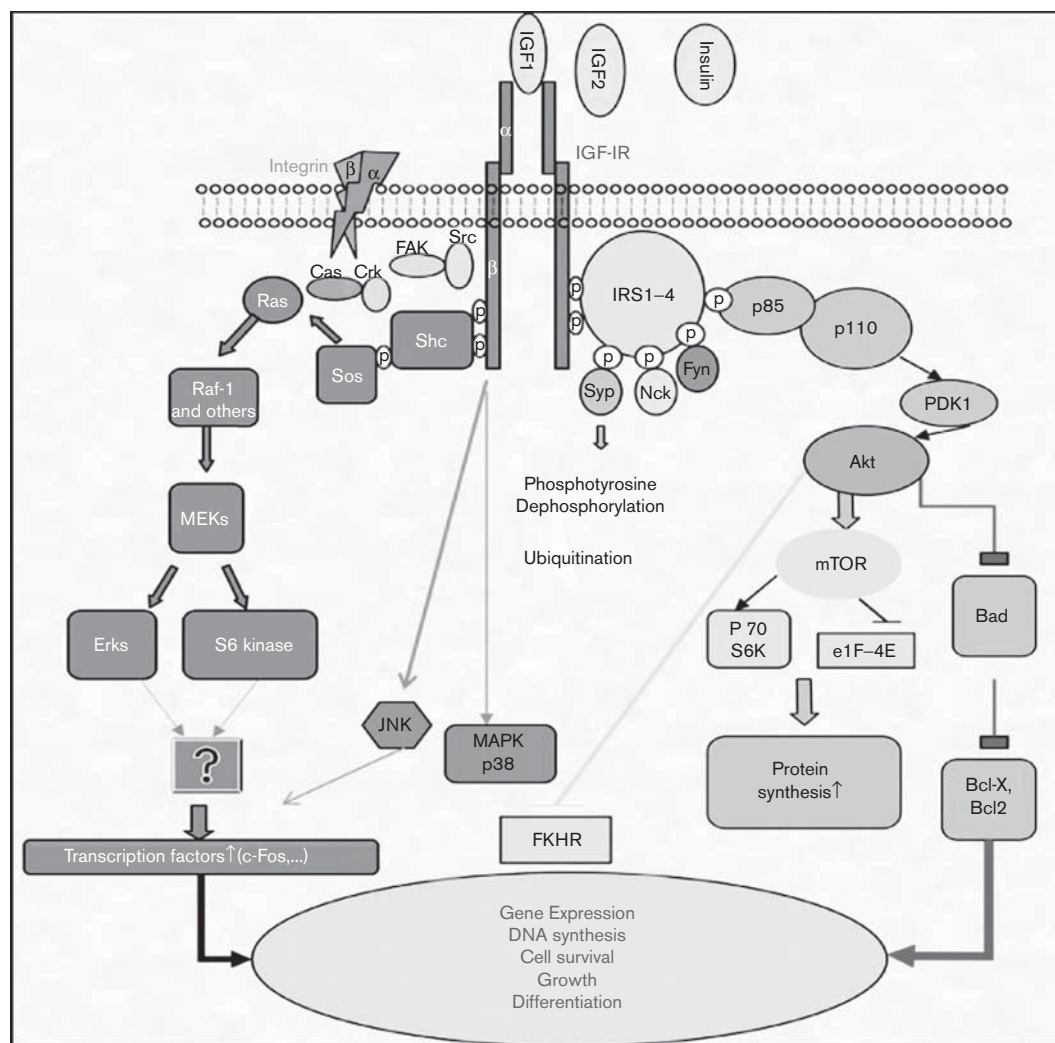 IGF1
IGF2
Insulin
α
IGF-IR
Integrin
β
α
Src
FAK
Cas
Crk
β
IRS1–4
p
p
p
p85
p110
Ras
p
p
Shc
p
Sos
p
p
p
Syp
Nck
Fyn
PDK1
Raf-1
and others
Akt
Phosphotyrosine
Dephosphorylation
MEKs
Ubiquitination
mTOR
Bad
Erks
S6 kinase
P 70
S6K
e1F–4E
JNK
MAPK
p38
?
Protein
synthesis↑
Bcl-X,
Bcl2
FKHR
Transcription factors↑(c-Fos,...)
Gene Expression
DNA synthesis
Cell survival
Growth
Differentiation